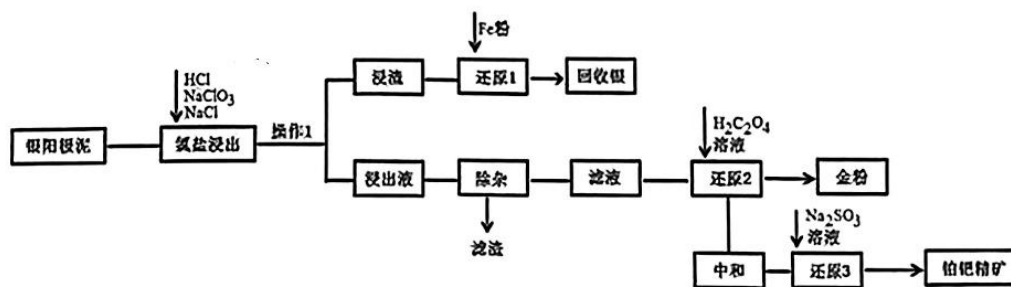 Fe粉
浸渣
还原1
回收银
HCl
NaClO₃
NaCl
银阳极泥
氯盐浸出
操作1
H₂C₂O₄
溶液
浸出液
除杂
滤液
还原2
金粉
滤渣
Na₂SO₃
溶液
中和
还原3
铂钯精矿